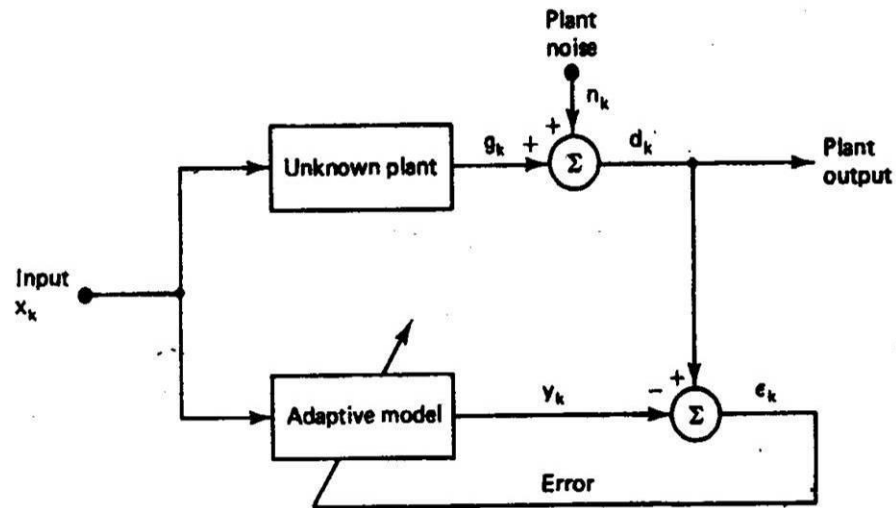 Plant
noise
n_k
+
g_k
+
Σ
d_k
Unknown plant
Plant
output
Input
x_k
+
−
y_k
Σ
ϵ_k
Adaptive model
Error